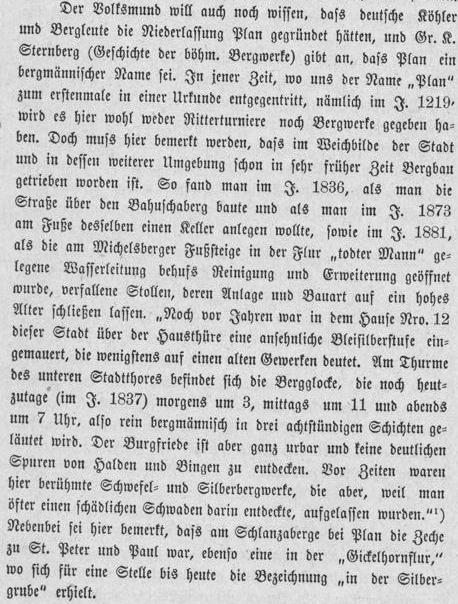 Der Volksmund will auch noch wissen, dass deutsche Köhler
und Bergleute die Niederlassung Plan gegründet hätten, und Gr. K.
Sternberg (Geschichte der böhm. Bergwerke) gibt an, dass Plan ein
bergmännischer Name sei. In jener Zeit, wo uns der Name „Plan“
zum erstenmale in einer Urkunde entgegentritt, nämlich im J. 1219,
wird es hier wohl weder Ritterturniere noch Bergwerke gegeben ha-
ben. Doch muss hier bemerkt werden, dass im Weichbilde der Stadt
und in dessen weiterer Umgebung schon in sehr früher Zeit Bergbau
getrieben worden ist. So fand man im J. 1836, als man die
Straße über den Bahuschaberg baute und als man im J. 1873
am Fuße desselben einen Keller anlegen wollte, sowie im J. 1881,
als die am Michelsberger Fußsteige in der Flur „todter Mann“ ge-
legene Wasserleitung behufs Reinigung und Erweiterung geöffnet
wurde, verfallene Stollen, deren Anlage und Bauart auf ein hohes
Alter schließen lassen. „Noch vor Jahren war in dem Hause Nro. 12
dieser Stadt über der Hausthüre eine ansehnliche Bleisilberstufe ein-
gemauert, die wenigstens auf einen alten Gewerken deutet. Am Thurme
des unteren Stadtthores befindet sich die Bergglocke, die noch heut-
zutage (im J. 1837) morgens um 3, mittags um 11 und abends
um 7 Uhr, also rein bergmännisch in drei achtstündigen Schichten ge-
läutet wird. Der Burgfriede ist aber ganz urbar und keine deutlichen
Spuren von Halden und Bingen zu entdecken. Vor Zeiten waren
hier berühmte Schwefel- und Silberbergwerke, die aber, weil man
öfter einen schädlichen Schwaden darin entdeckte, aufgelassen wurden.“¹)
Nebenbei sei hier bemerkt, dass am Schlanzaberge bei Plan die Zeche
zu St. Peter und Paul war, ebenso eine in der „Gickelhornflur,“
wo sich für eine Stelle bis heute die Bezeichnung „in der Silber-
grube“ erhielt.